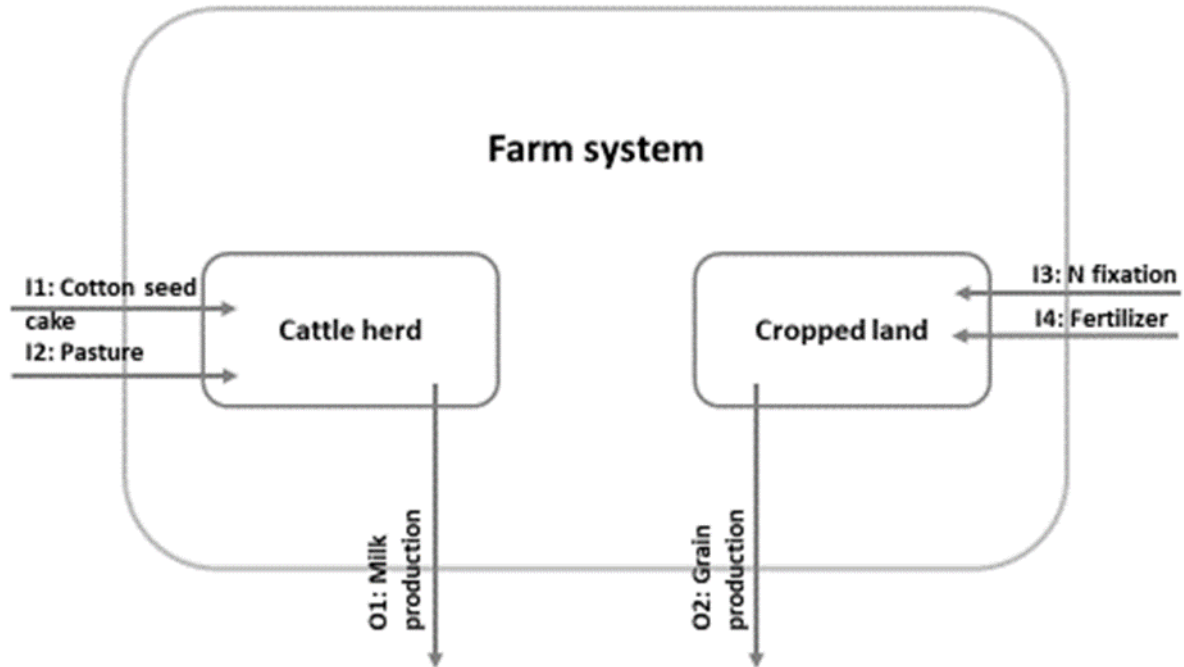 Farm system
I1: Cotton seed
cake
I2: Pasture
Cattle herd
Cropped land
I3: N fixation
I4: Fertilizer
O1: Milk
production
O2: Grain
production